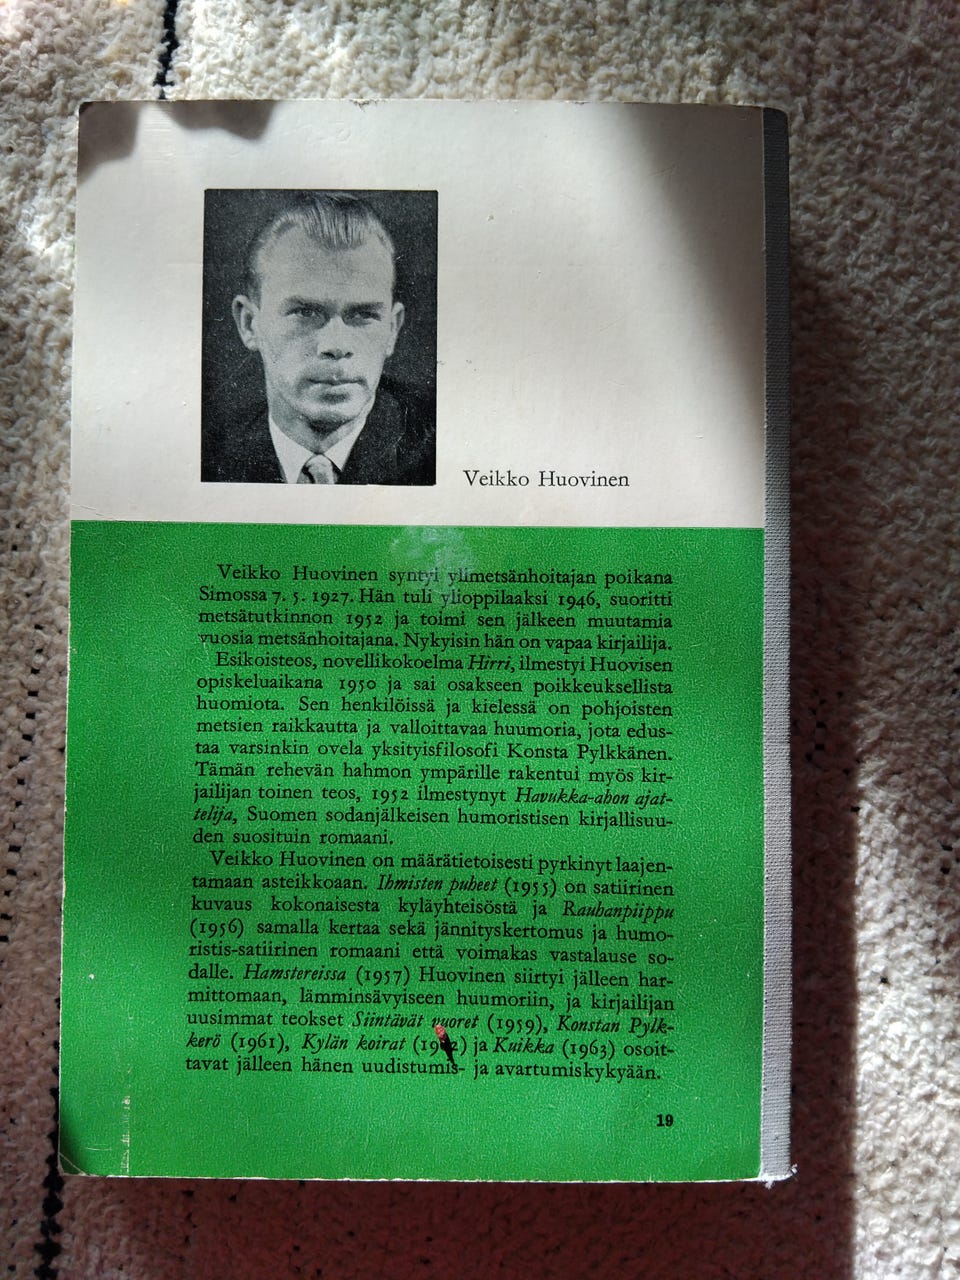 Veikko Huovinen
Veikko Huovinen syntyi ylimetsänhoitajan poikana
Simossa 7. 5. 1927. Hän tuli ylioppilaaksi 1946, suoritti
metsätutkinnon 1952 ja toimi sen jälkeen muutamia
vuosia metsänhoitajana. Nykyisin hän on vapaa kirjailija.
Esikoisteos, novellikokoelma Hirri, ilmestyi Huovisen
opiskeluaikana 1950 ja sai osakseen poikkeuksellista
huomiota. Sen henkilöissä ja kielessä on pohjoisten
metsien raikkautta ja valloittavaa huumoria, jota edus-
taa varsinkin ovela yksityisfilosofi Konsta Pylkkänen.
Tämän rehevän hahmon ympärille rakentui myös kir-
jailijan toinen teos, 1952 ilmestynyt Havukka-ahon ajat-
telija, Suomen sodanjälkeisen humoristisen kirjallisuu-
den suosituin romaani.
Veikko Huovinen on määrätietoisesti pyrkinyt laajen-
tamaan asteikkoaan. Ihmisten puheet (1955) on satiirinen
kuvaus kokonaisesta kyläyhteisöstä ja Rauhanpiippu
(1956) samalla kertaa sekä jännityskertomus ja humo-
ristis-satiirinen romaani että voimakas vastalause so-
dalle. Hamstereissa (1957) Huovinen siirtyi jälleen har-
mittomaan, lämminsävyiseen huumoriin, ja kirjailijan
uusimmat teokset Siintävät vuoret (1959), Konstan Pylk-
kerö (1961), Kylän koirat (1962) ja Kuikka (1963) osoit-
tavat jälleen hänen uudistumis- ja avartumiskykyään.
19